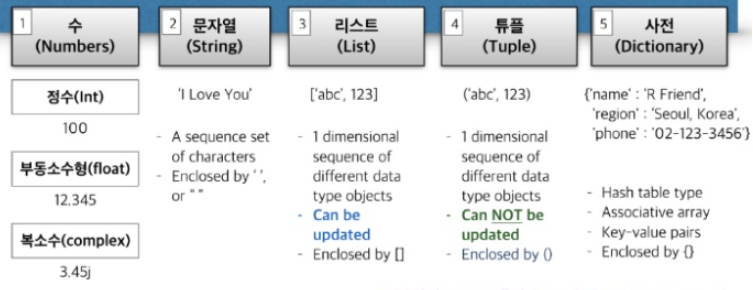 1 수
(Numbers)
정수(Int)
100
부동소수형(float)
12.345
복소수(complex)
3.45j
2 문자열
(String)
'I Love You'
- A sequence set
of characters
- Enclosed by ' ',
or " "
3 리스트
(List)
['abc', 123]
- 1 dimensional
sequence of
different data
type objects
- Can be
updated
- Enclosed by []
4 튜플
(Tuple)
('abc', 123)
- 1 dimensional
sequence of
different data
type objects
- Can NOT be
updated
- Enclosed by ()
5 사전
(Dictionary)
{'name' : 'R Friend',
'region' : 'Seoul, Korea',
'phone' : '02-123-3456'}
- Hash table type
- Associative array
- Key-value pairs
- Enclosed by {}